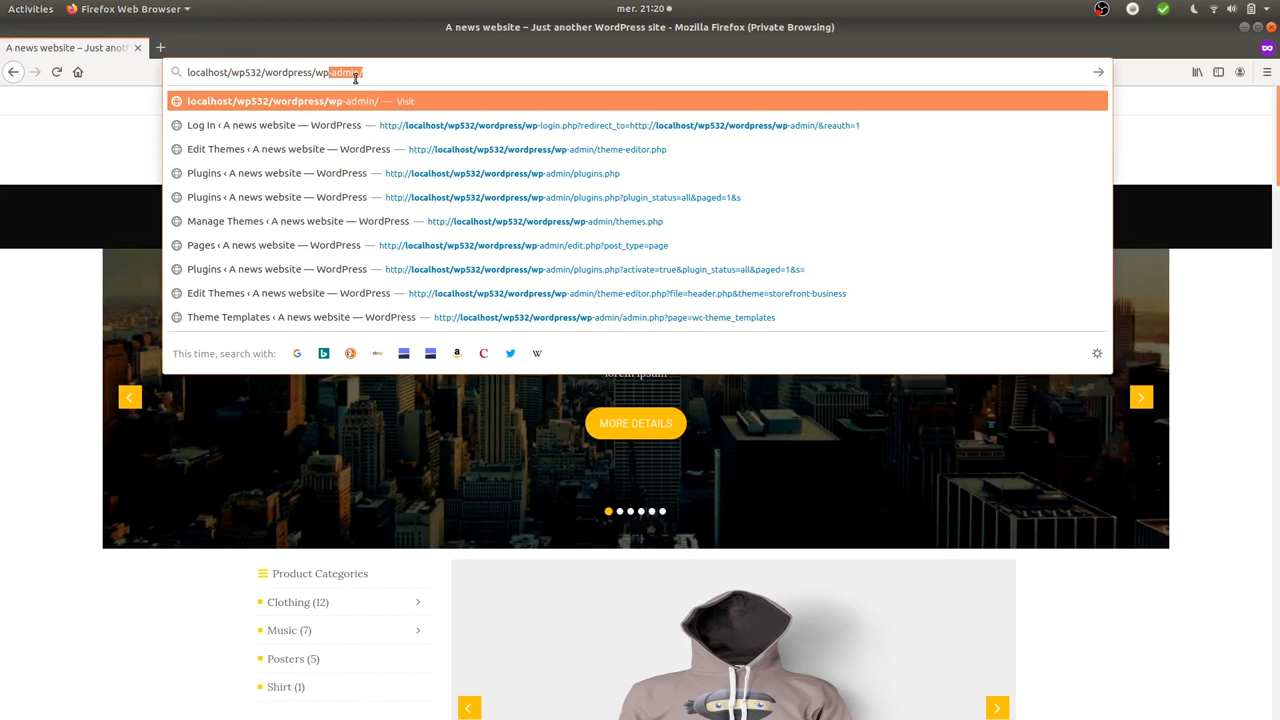 Activities Firefox Web Browser mer. 21:20
A news website – Just another WordPress site - Mozilla Firefox (Private Browsing)
A news website – Just anoth
localhost/wp532/wordpress/wp-admin/
localhost/wp532/wordpress/wp-admin/ — Visit
Log In ‹ A news website — WordPress — http://localhost/wp532/wordpress/wp-login.php?redirect_to=http://localhost/wp532/wordpress/wp-admin/&reauth=1
Edit Themes ‹ A news website — WordPress — http://localhost/wp532/wordpress/wp-admin/theme-editor.php
Plugins ‹ A news website — WordPress — http://localhost/wp532/wordpress/wp-admin/plugins.php
Plugins ‹ A news website — WordPress — http://localhost/wp532/wordpress/wp-admin/plugins.php?plugin_status=all&paged=1&s
Manage Themes ‹ A news website — WordPress — http://localhost/wp532/wordpress/wp-admin/themes.php
Pages ‹ A news website — WordPress — http://localhost/wp532/wordpress/wp-admin/edit.php?post_type=page
Plugins ‹ A news website — WordPress — http://localhost/wp532/wordpress/wp-admin/plugins.php?activate=true&plugin_status=all&paged=1&s=
Edit Themes ‹ A news website — WordPress — http://localhost/wp532/wordpress/wp-admin/theme-editor.php?file=header.php&theme=storefront-business
Theme Templates ‹ A news website — WordPress — http://localhost/wp532/wordpress/wp-admin/admin.php?page=wc-theme_templates
This time, search with:
lorem ipsum
MORE DETAILS
Product Categories
Clothing (12)
Music (7)
Posters (5)
Shirt (1)